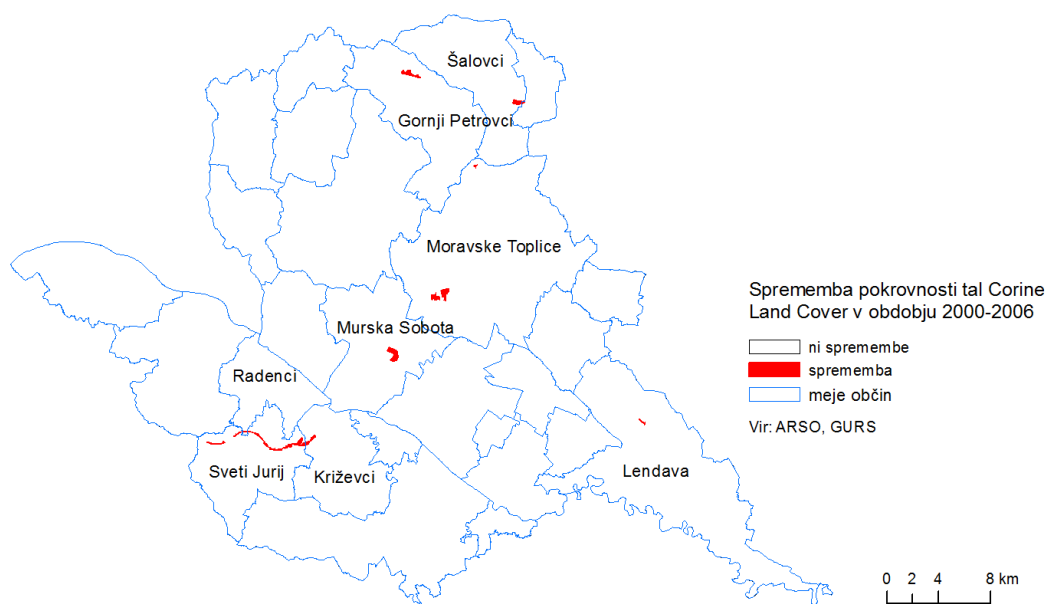 Šalovci
Gornji Petrovci
Moravske Toplice
Murska Sobota
Radenci
Sveti Jurij
Križevci
Lendava
Sprememba pokrovnosti tal Corine
Land Cover v obdobju 2000-2006
ni spremembe
sprememba
meje občin
Vir: ARSO, GURS
0 2 4 8 km